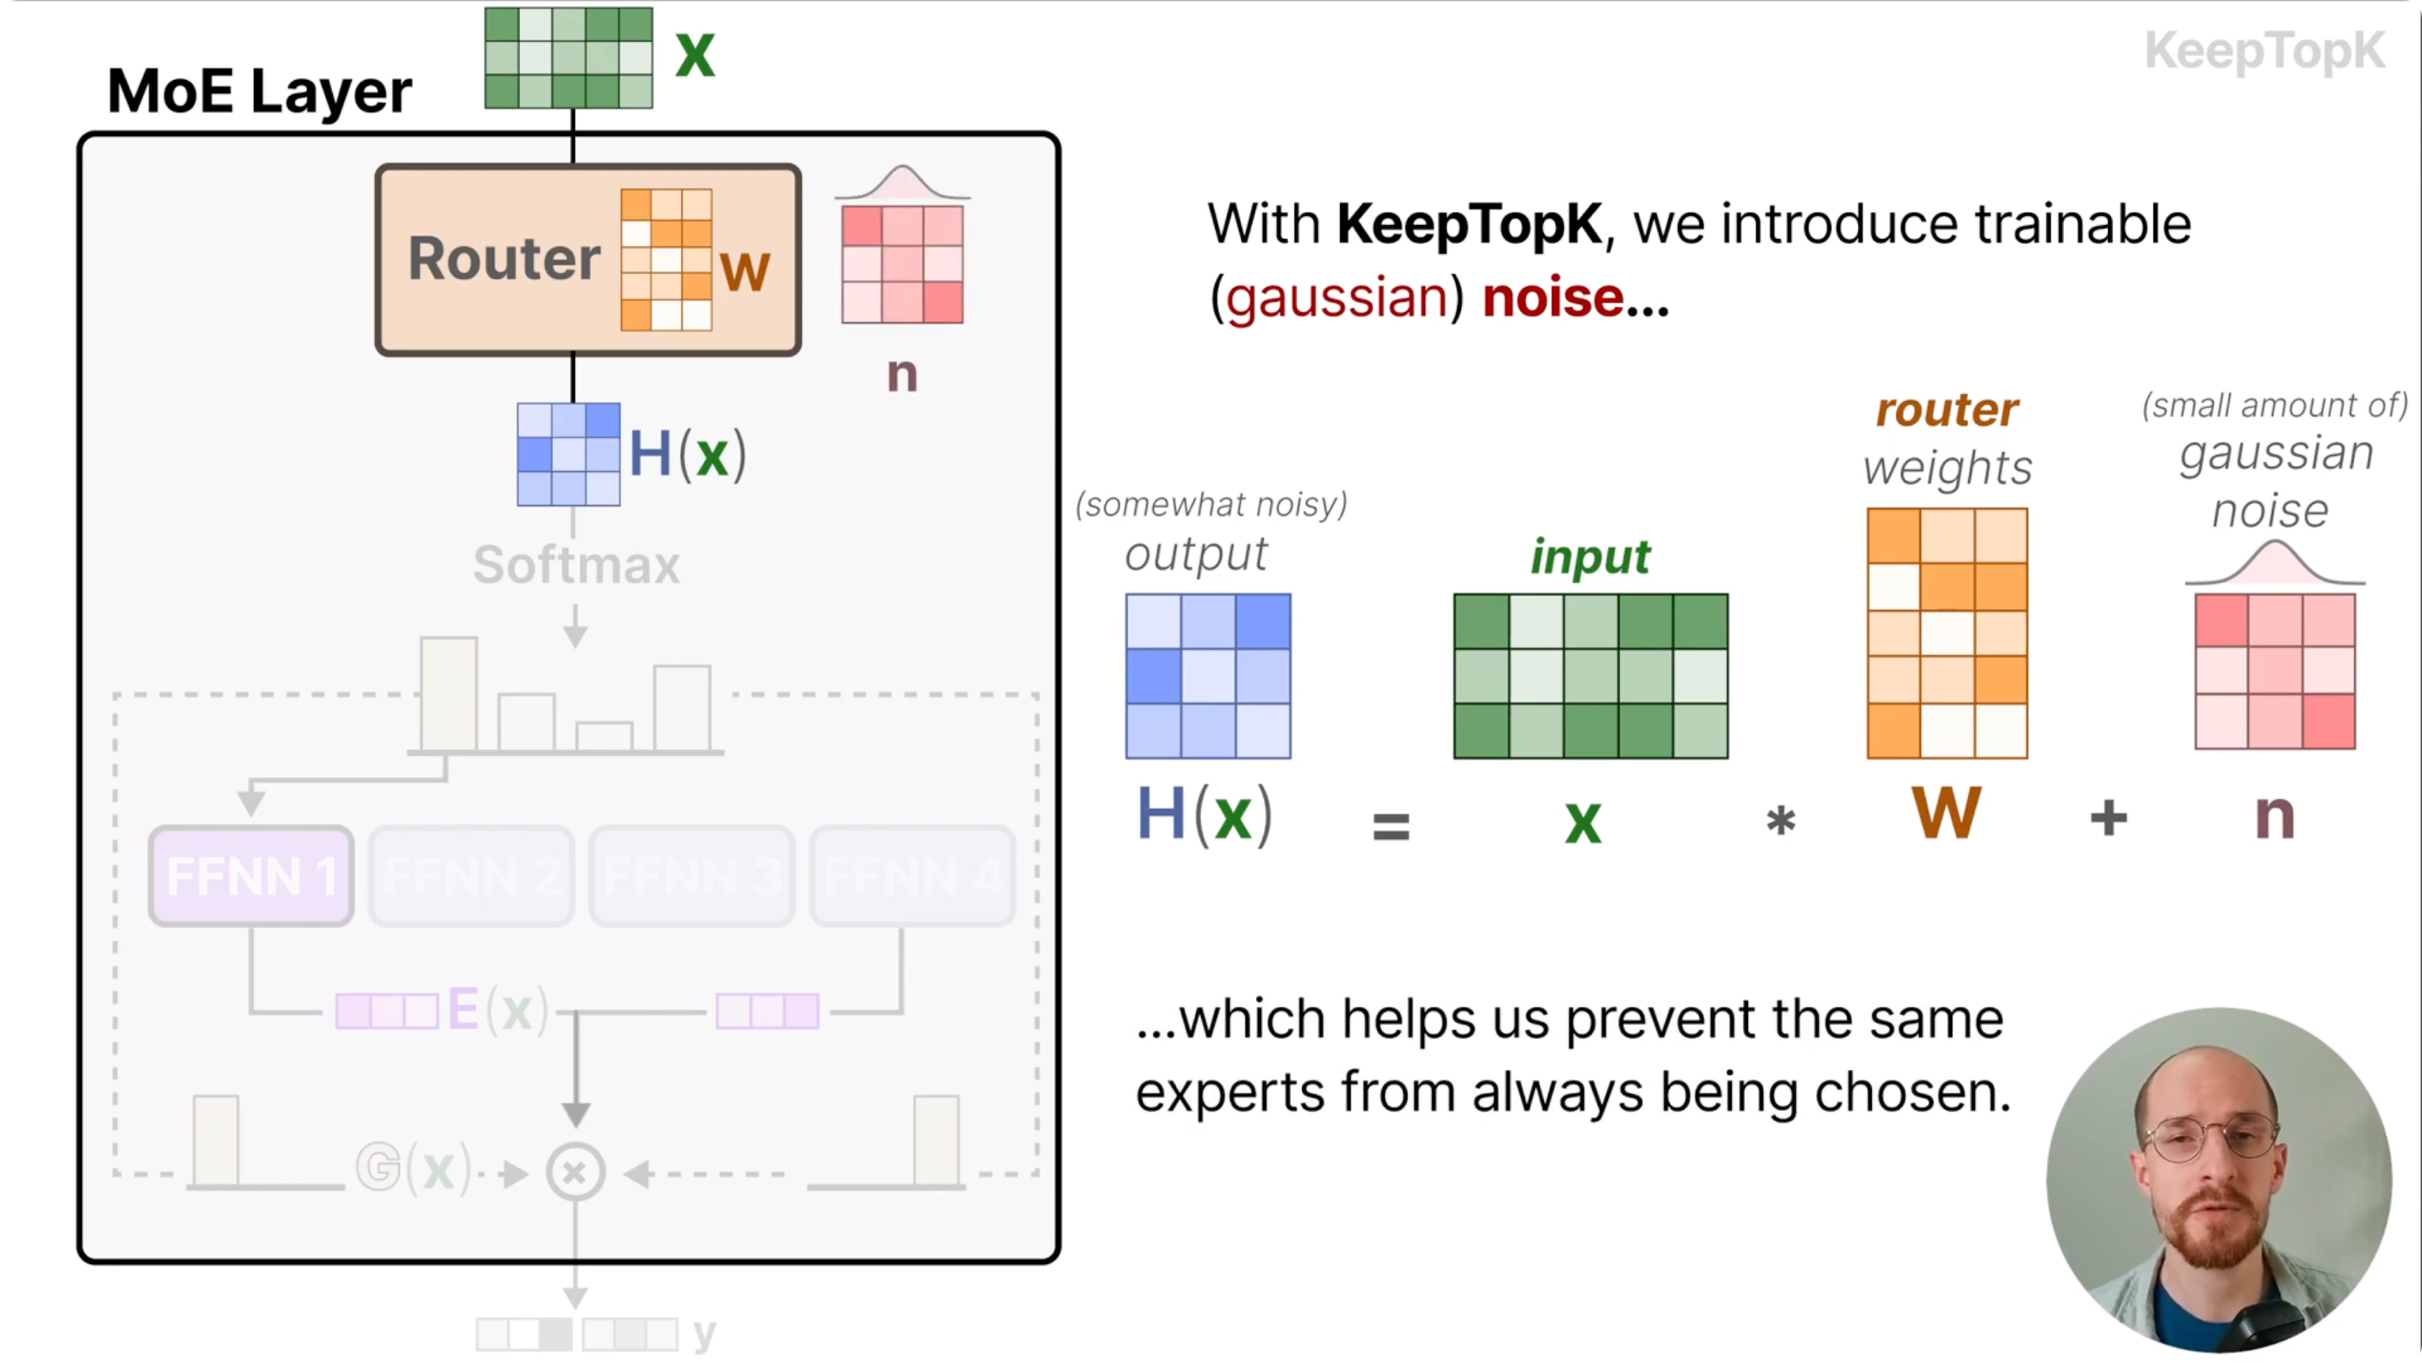 KeepTopK
X
MoE Layer
Router
W
n
H(x)
Softmax
FFNN 1
FFNN 2
FFNN 3
FFNN 4
E(x)
G(x)
y
With KeepTopK, we introduce trainable
(gaussian) noise...
(somewhat noisy)
output
input
router
weights
(small amount of)
gaussian
noise
H(x) = x * W + n
...which helps us prevent the same
experts from always being chosen.